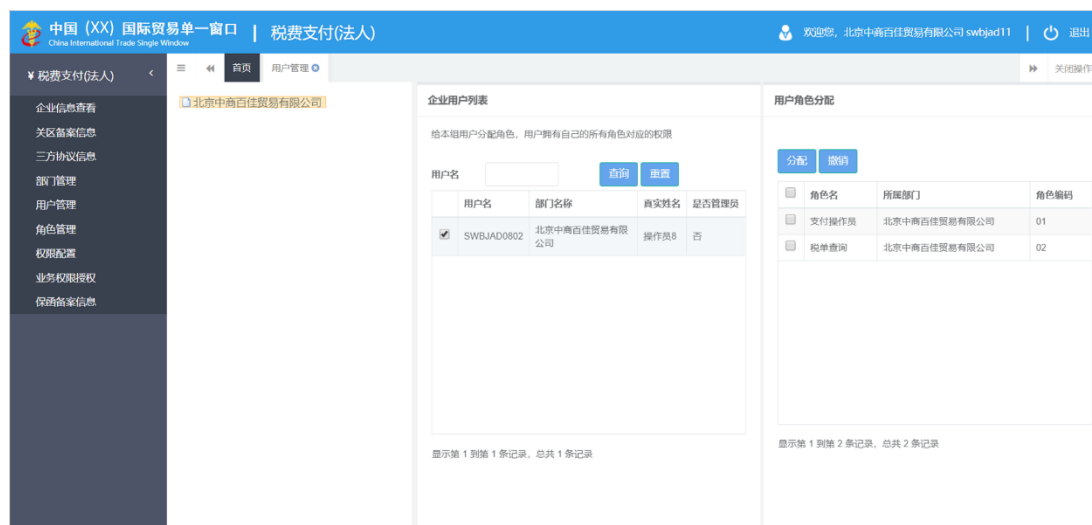 中国（XX）国际贸易单一窗口 | 税费支付(法人)
China International Trade Single Window
欢迎您，北京中商百佳贸易有限公司 swbjad11 | 退出
¥ 税费支付(法人)
首页 用户管理
关闭操作
企业信息查看
关区备案信息
三方协议信息
部门管理
用户管理
角色管理
权限配置
业务权限授权
保函备案信息
北京中商百佳贸易有限公司
企业用户列表
给本组用户分配角色，用户拥有自己的所有角色对应的权限
用户名 查询 重置
用户名 部门名称 真实姓名 是否管理员
SWBJAD0802 北京中商百佳贸易有限 操作员8 否
公司
显示第 1 到第 1 条记录，总共 1 条记录
用户角色分配
分配 撤销
角色名 所属部门 角色编码
支付操作员 北京中商百佳贸易有限公司 01
税单查询 北京中商百佳贸易有限公司 02
显示第 1 到第 2 条记录，总共 2 条记录